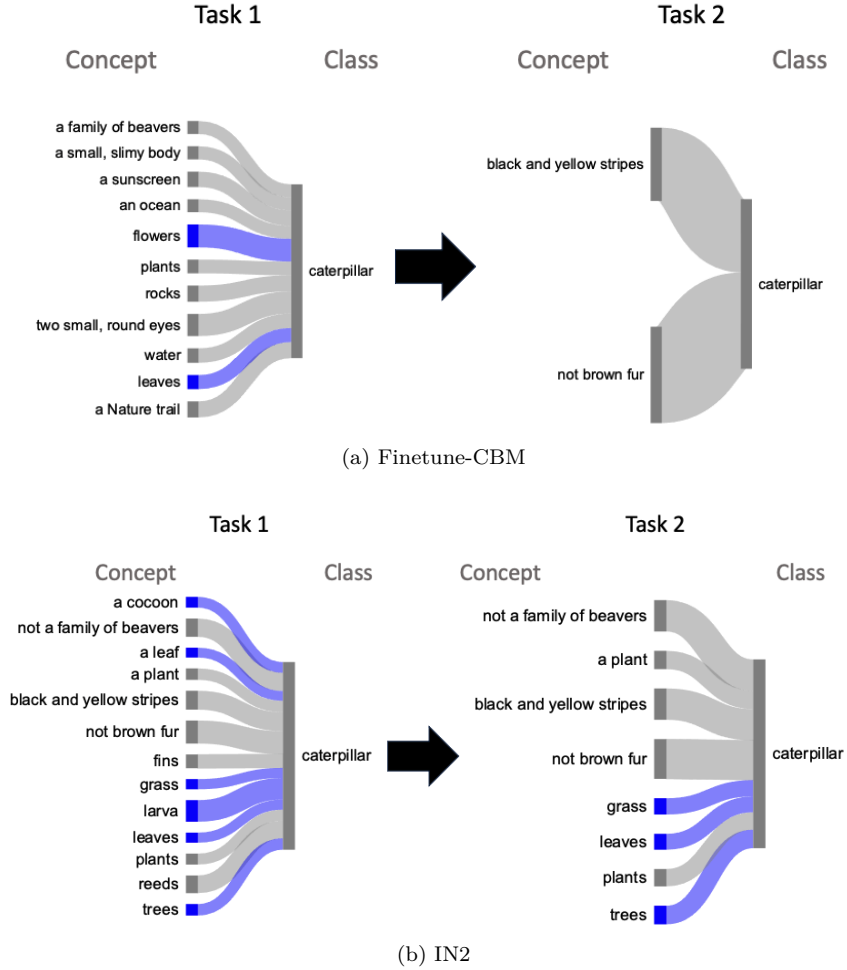 Task 1
Task 2
Concept
Class
Concept
Class
a family of beavers
a small, slimy body
a sunscreen
an ocean
flowers
plants
rocks
two small, round eyes
water
leaves
a Nature trail
caterpillar
black and yellow stripes
not brown fur
caterpillar
(a) Finetune-CBM
Task 1
Task 2
Concept
Class
Concept
Class
a cocoon
not a family of beavers
a leaf
a plant
black and yellow stripes
not brown fur
fins
grass
larva
leaves
plants
reeds
trees
caterpillar
not a family of beavers
a plant
black and yellow stripes
not brown fur
grass
leaves
plants
trees
caterpillar
(b) IN2